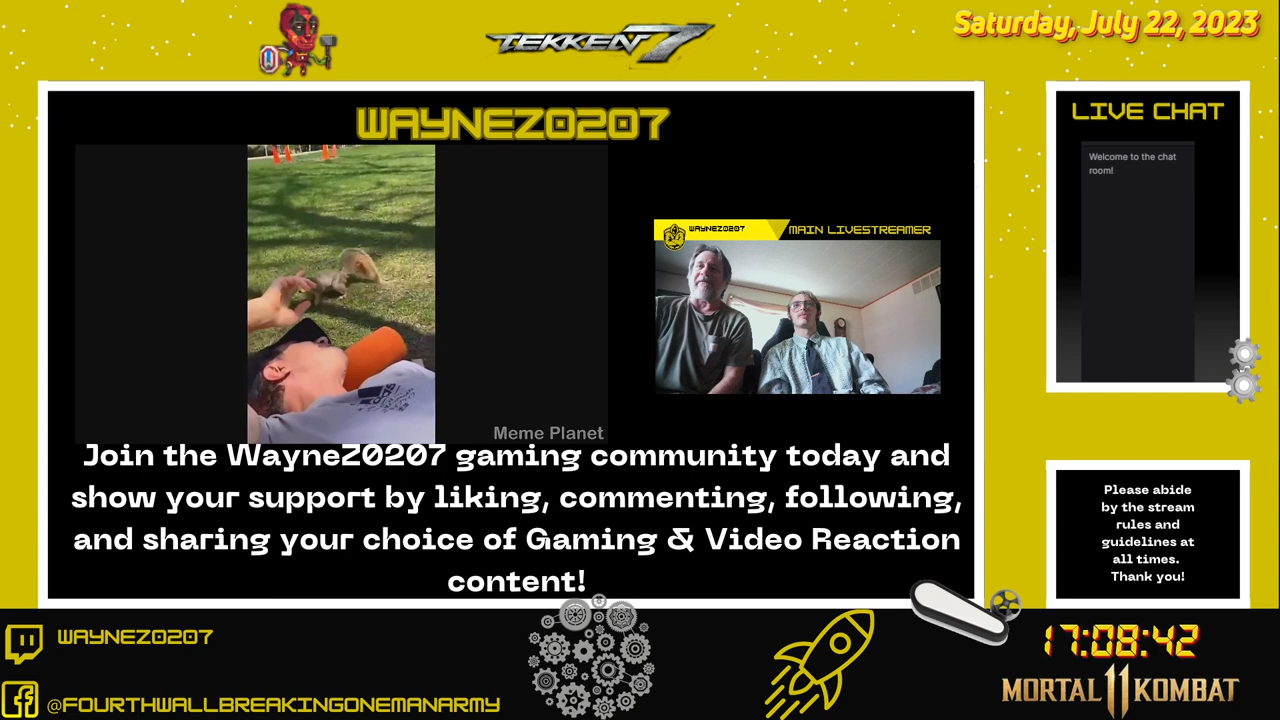 Saturday, July 22, 2023
TEKKEN 7
WAYNEZ0207
LIVE CHAT
Welcome to the chat
room!
WAYNEZ0207
MAIN LIVESTREAMER
Meme Planet
Join the WayneZ0207 gaming community today and
show your support by liking, commenting, following,
and sharing your choice of Gaming & Video Reaction
content!
Please abide
by the stream
rules and
guidelines at
all times.
Thank you!
WAYNEZ0207
@FOURTHWALLBREAKINGONEMANARMY
17:08:42
MORTAL 11 KOMBAT